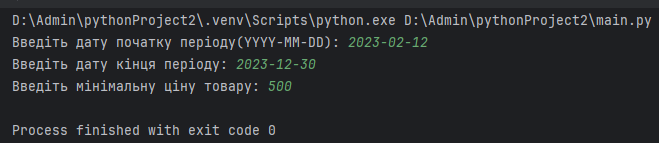 D:\Admin\pythonProject2\.venv\Scripts\python.exe D:\Admin\pythonProject2\main.py
Введіть дату початку періоду(YYYY-MM-DD): 2023-02-12
Введіть дату кінця періоду: 2023-12-30
Введіть мінімальну ціну товару: 500
Process finished with exit code 0